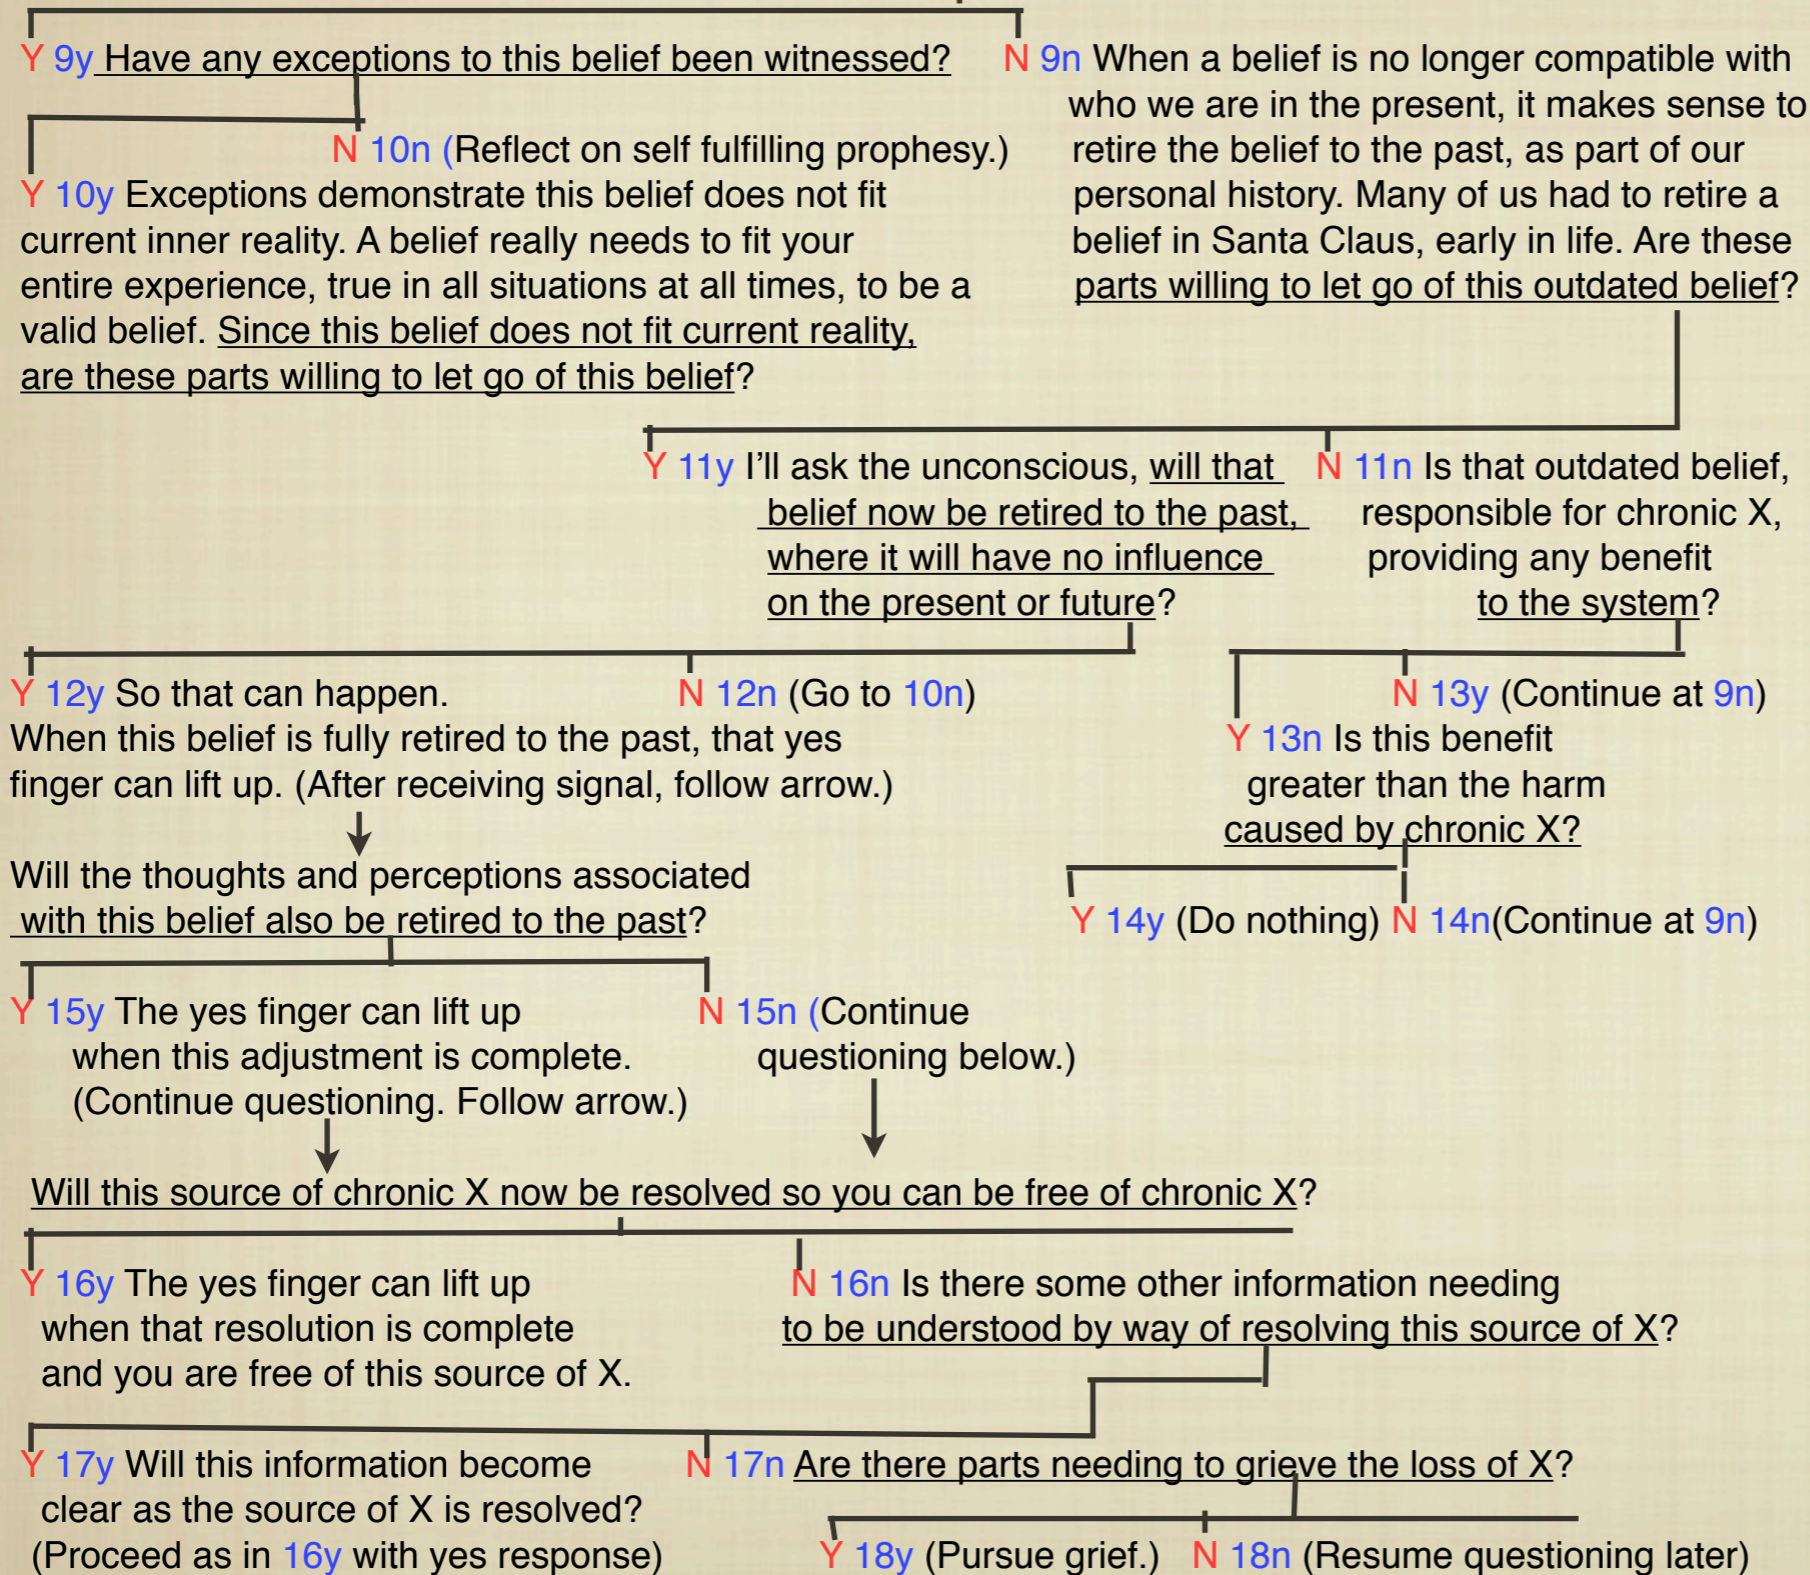 Y 9y Have any exceptions to this belief been witnessed?
N 10n (Reflect on self fulfilling prophesy.)
Y 10y Exceptions demonstrate this belief does not fit
current inner reality. A belief really needs to fit your
entire experience, true in all situations at all times, to be a
valid belief. Since this belief does not fit current reality,
are these parts willing to let go of this belief?
N 9n When a belief is no longer compatible with
who we are in the present, it makes sense to
retire the belief to the past, as part of our
personal history. Many of us had to retire a
belief in Santa Claus, early in life. Are these
parts willing to let go of this outdated belief?
Y 11y I'll ask the unconscious, will that
belief now be retired to the past,
where it will have no influence
on the present or future?
N 11n Is that outdated belief,
responsible for chronic X,
providing any benefit
to the system?
Y 12y So that can happen.
When this belief is fully retired to the past, that yes
finger can lift up. (After receiving signal, follow arrow.)
N 12n (Go to 10n)
N 13y (Continue at 9n)
Y 13n Is this benefit
greater than the harm
caused by chronic X?
Y 14y (Do nothing) N 14n(Continue at 9n)
Will the thoughts and perceptions associated
with this belief also be retired to the past?
Y 15y The yes finger can lift up
when this adjustment is complete.
(Continue questioning. Follow arrow.)
N 15n (Continue
questioning below.)
Will this source of chronic X now be resolved so you can be free of chronic X?
Y 16y The yes finger can lift up
when that resolution is complete
and you are free of this source of X.
N 16n Is there some other information needing
to be understood by way of resolving this source of X?
Y 17y Will this information become
clear as the source of X is resolved?
(Proceed as in 16y with yes response)
N 17n Are there parts needing to grieve the loss of X?
Y 18y (Pursue grief.) N 18n (Resume questioning later)